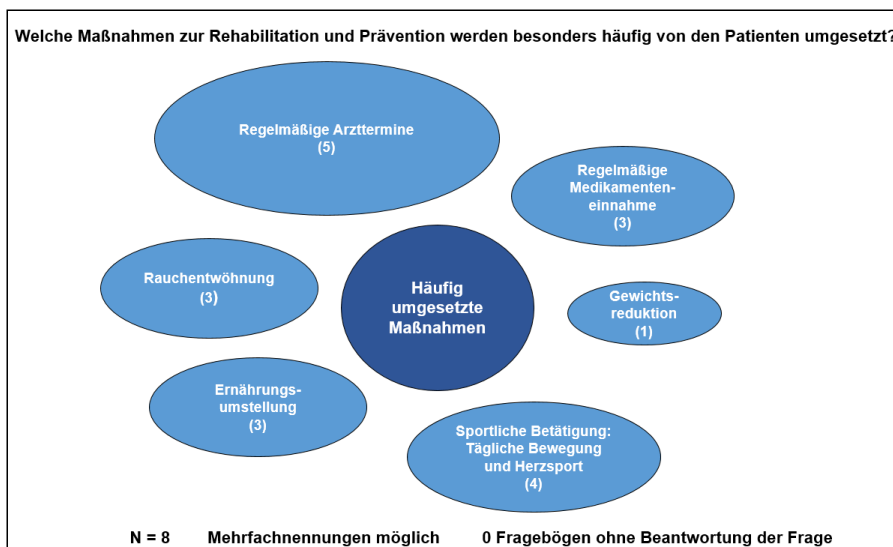 Welche Maßnahmen zur Rehabilitation und Prävention werden besonders häufig von den Patienten umgesetzt?
Regelmäßige Arzttermine
(5)
Regelmäßige
Medikamenten-
einnahme
(3)
Rauchentwöhnung
(3)
Häufig
umgesetzte
Maßnahmen
Gewichts-
reduktion
(1)
Ernährungs-
umstellung
(3)
Sportliche Betätigung:
Tägliche Bewegung
und Herzsport
(4)
N = 8 Mehrfachnennungen möglich 0 Fragebögen ohne Beantwortung der Frage